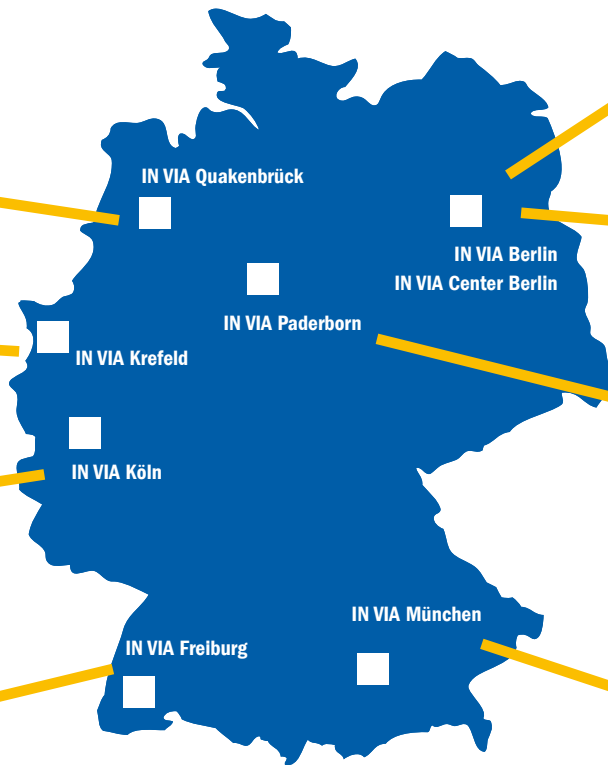 IN VIA Quakenbrück
IN VIA Berlin
IN VIA Center Berlin
IN VIA Paderborn
IN VIA Krefeld
IN VIA Köln
IN VIA München
IN VIA Freiburg